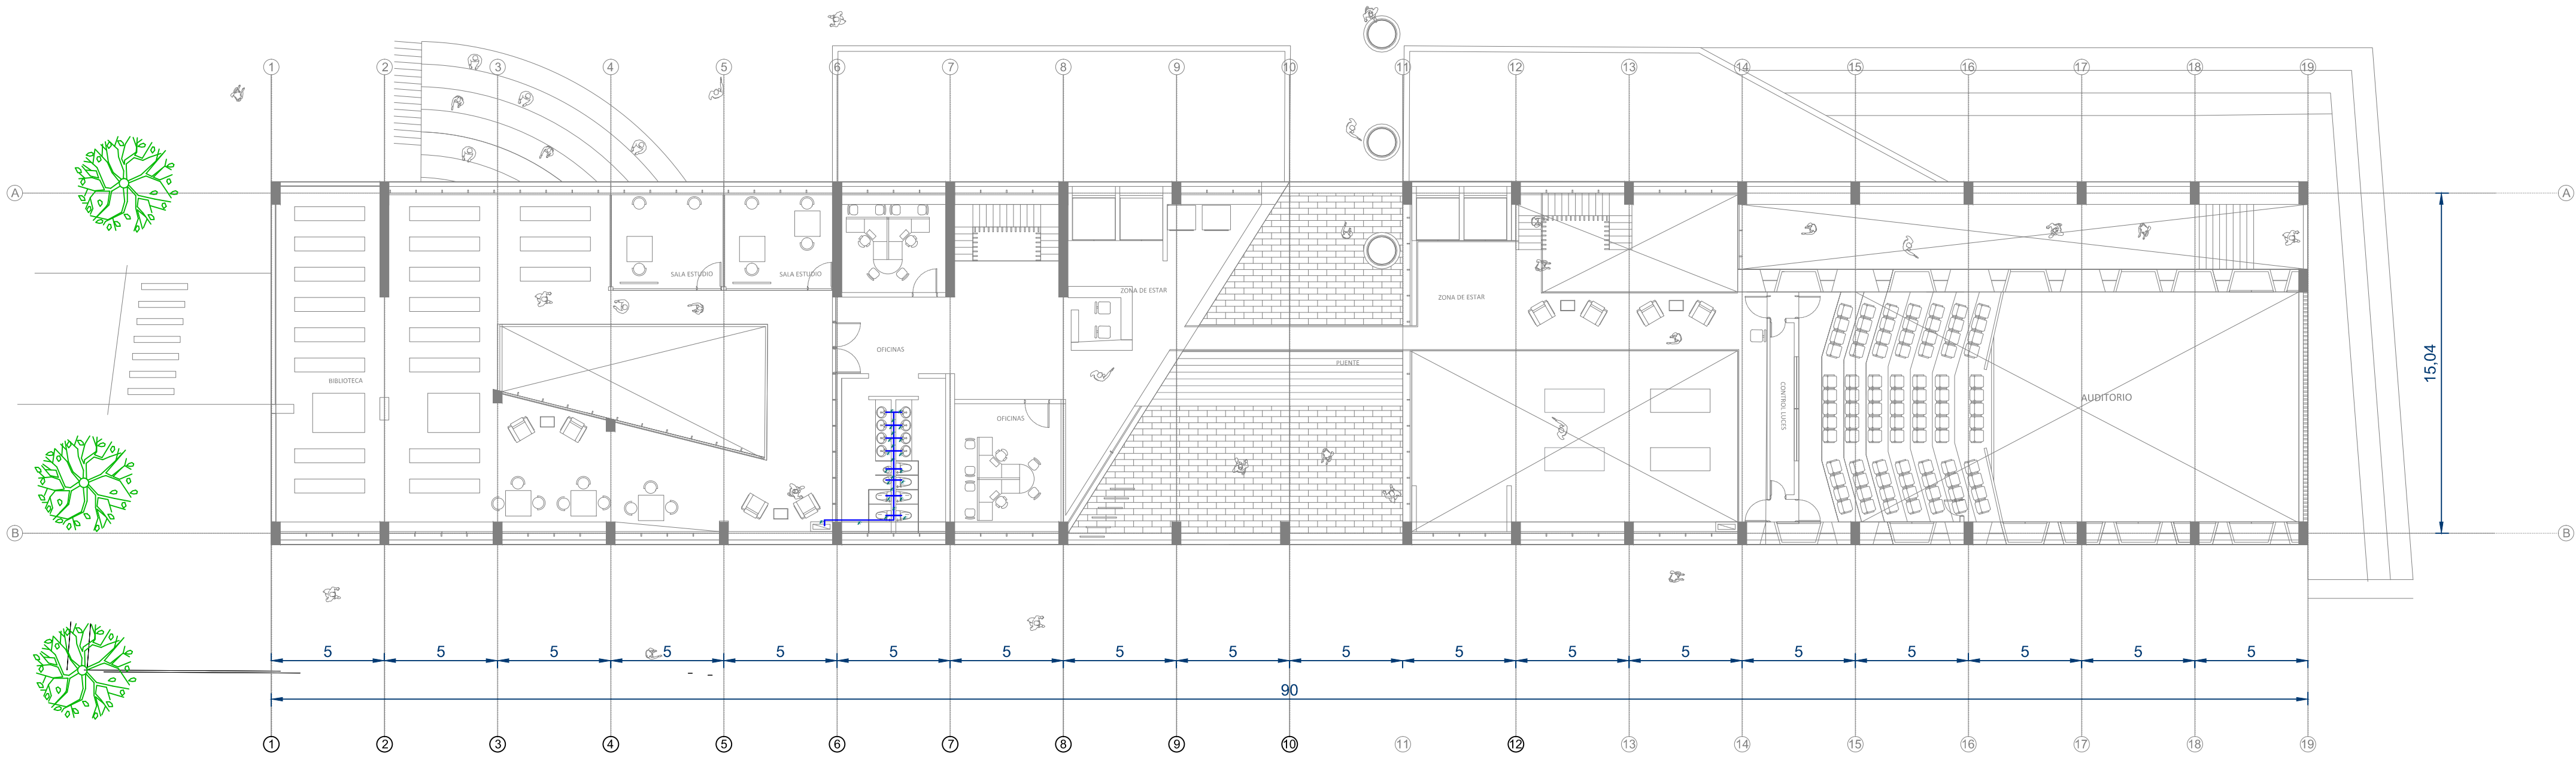 1 2 3 4 5 6 7 8 9 10 11 12 13 14 15 16 17 18 19
A A
SALA ESTUDIO SALA ESTUDIO
ZONA DE ESTAR ZONA DE ESTAR
OFICINAS
PUENTE
15,04
BIBLIOTECA
CONTROL LUCES
AUDITORIO
OFICINAS
B B
5 5 5 5 5 5 5 5 5 5 5 5 5 5 5 5 5 5
90
1 2 3 4 5 6 7 8 9 10 11 12 13 14 15 16 17 18 19